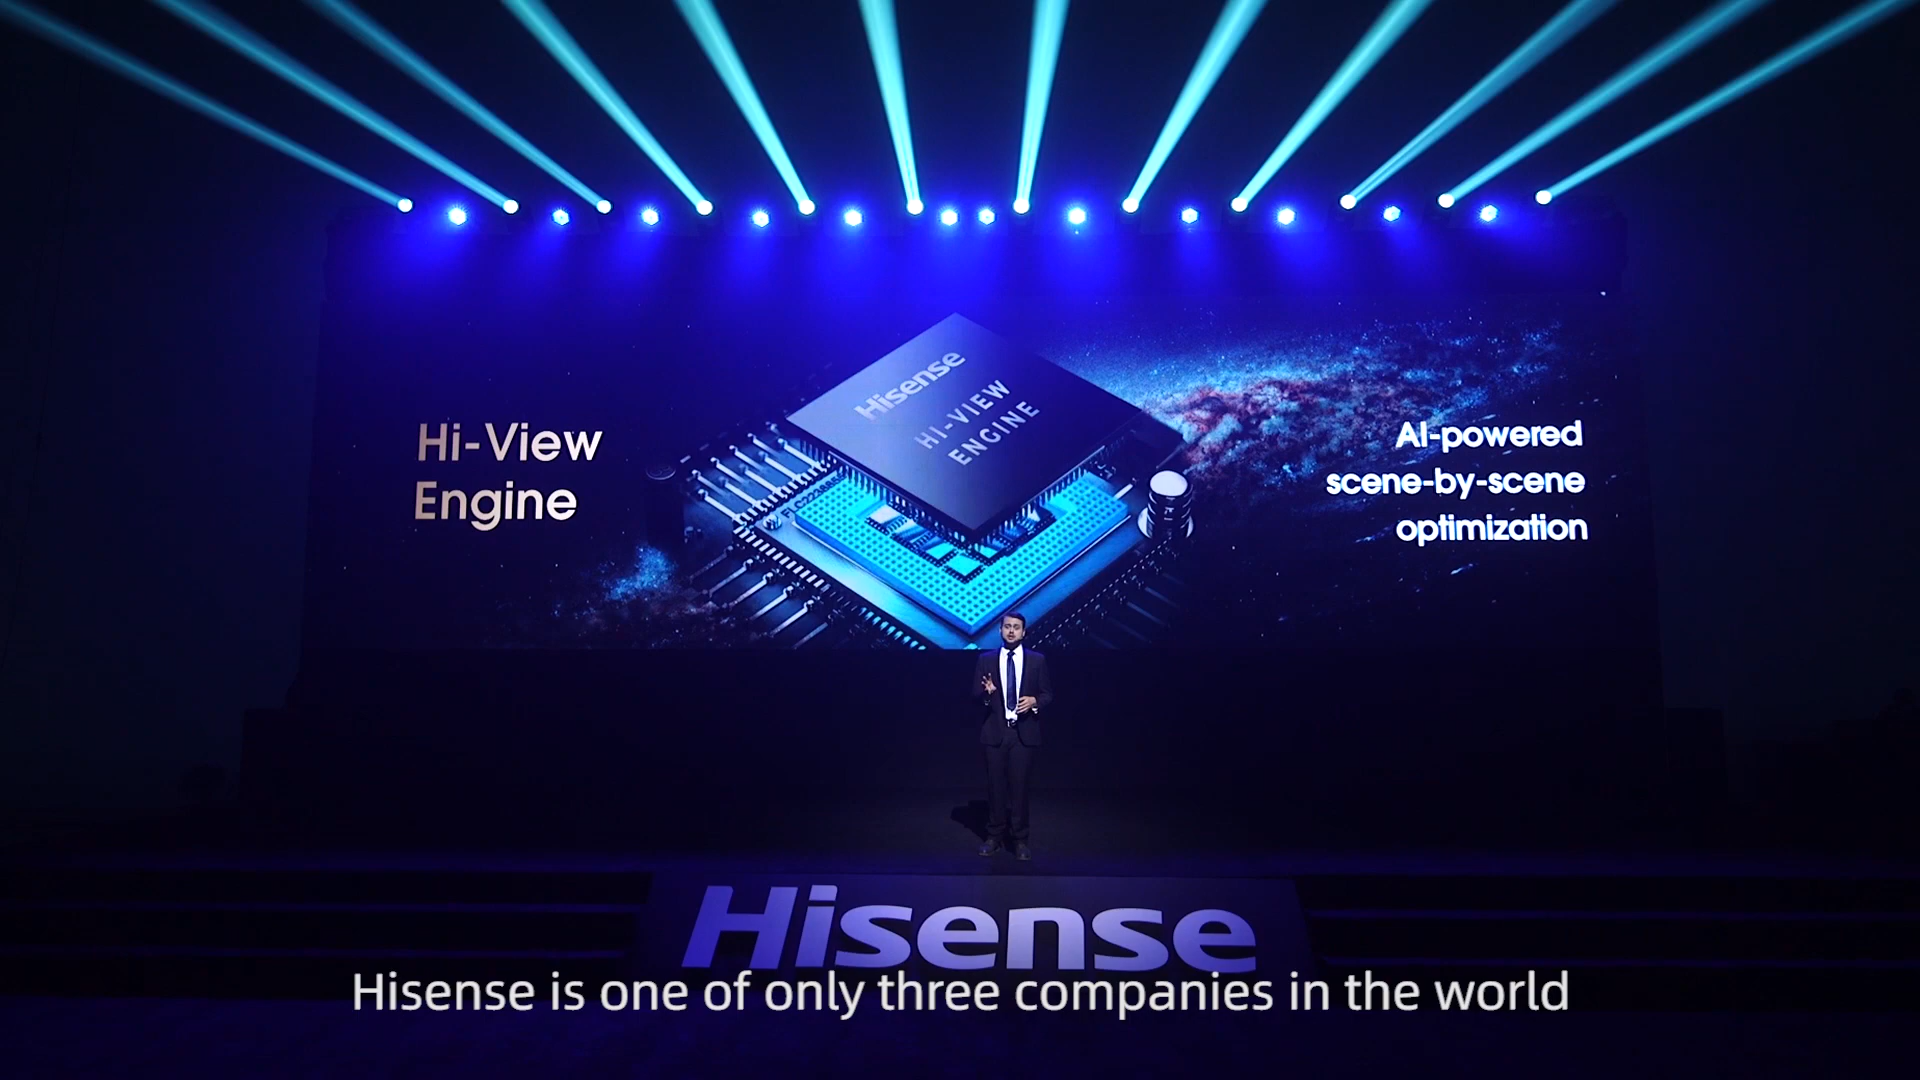 Hisense
HI-VIEW
ENGINE
Hi-View
Engine
AI-powered
scene-by-scene
optimization
Hisense
Hisense is one of only three companies in the world